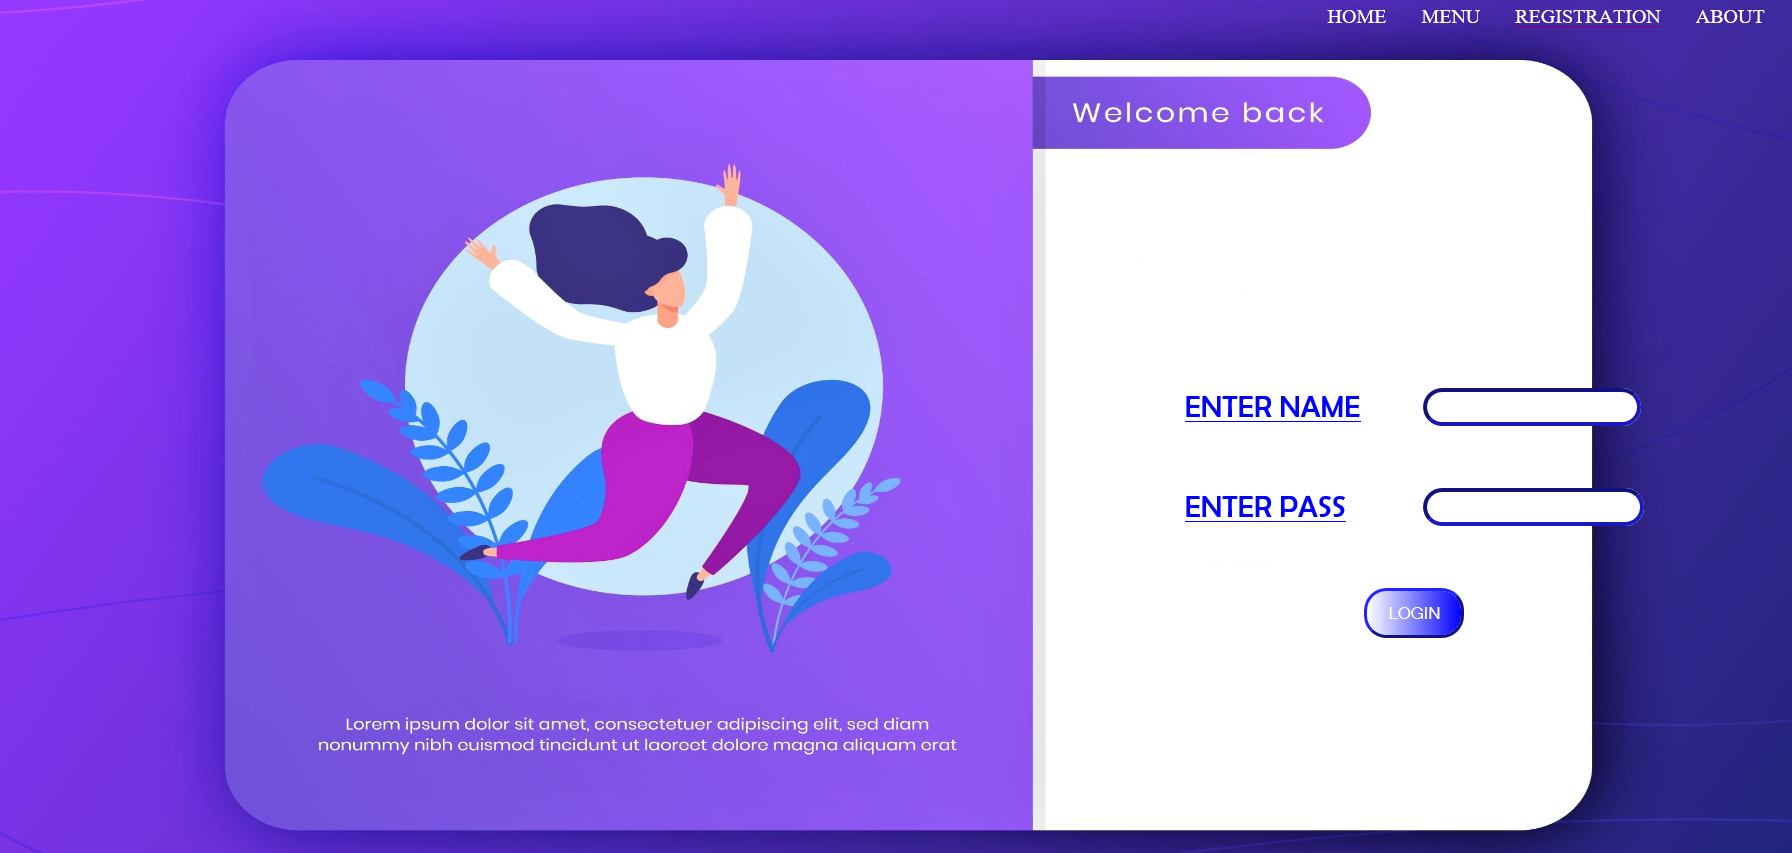 HOME MENU REGISTRATION ABOUT
Welcome back
ENTER NAME
ENTER PASS
LOGIN
Lorem ipsum dolor sit amet, consectetuer adipiscing elit, sed diam
nonummy nibh euismod tincidunt ut laoreet dolore magna aliquam erat